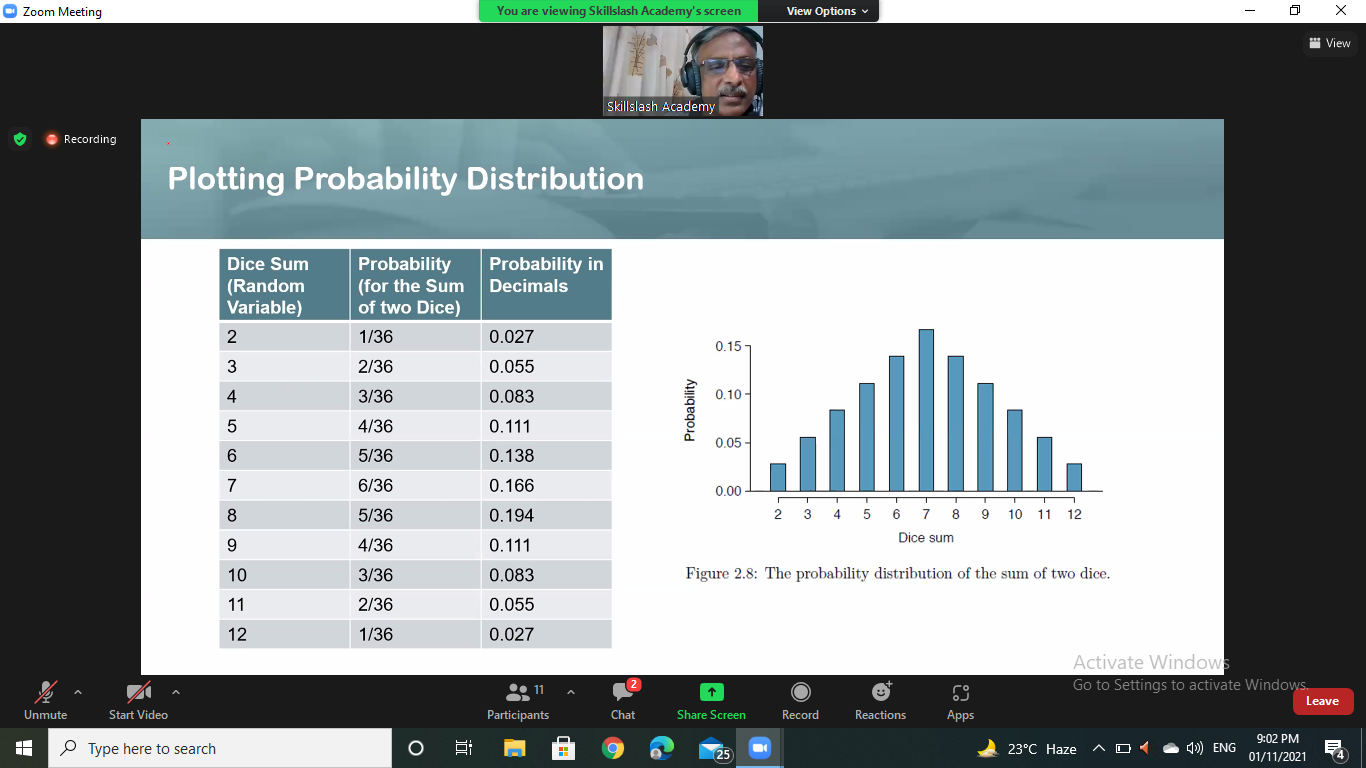 Zoom Meeting
You are viewing Skillslash Academy's screen
View Options
View
Skillslash Academy
Recording
Plotting Probability Distribution
Dice Sum (Random Variable) Probability (for the Sum of two Dice) Probability in Decimals
2 1/36 0.027
3 2/36 0.055
4 3/36 0.083
5 4/36 0.111
6 5/36 0.138
7 6/36 0.166
8 5/36 0.194
9 4/36 0.111
10 3/36 0.083
11 2/36 0.055
12 1/36 0.027
Probability
0.15
0.10
0.05
0.00
2 3 4 5 6 7 8 9 10 11 12
Dice sum
Figure 2.8: The probability distribution of the sum of two dice.
Activate Windows
Go to Settings to activate Windows.
Unmute
Start Video
11
Participants
2
Chat
Share Screen
Record
Reactions
Apps
Leave
Type here to search
25
23°C Haze
ENG
9:02 PM
01/11/2021
4